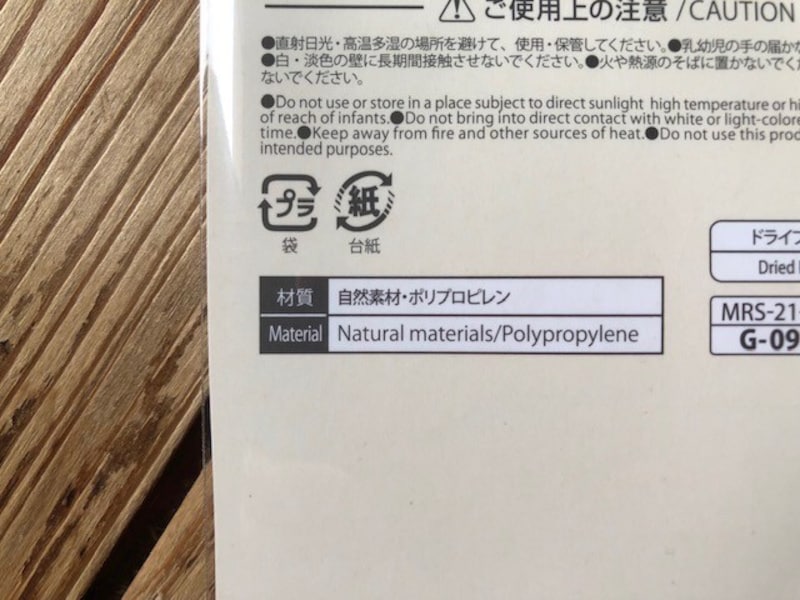 ご使用上の注意 / CAUTION
●直射日光・高温多湿の場所を避けて、使用・保管してください。●乳幼児の手の届か
●白・淡色の壁に長期間接触させないでください。●火や熱源のそばに置かないでく
ないでください。
●Do not use or store in a place subject to direct sunlight high temperature or hi
of reach of infants.●Do not bring into direct contact with white or light-colore
time.●Keep away from fire and other sources of heat.●Do not use this prod
intended purposes.
プラ 紙
袋 台紙
材質 自然素材・ポリプロピレン
Material Natural materials/Polypropylene
ドライフ
Dried
MRS-21-
G-09